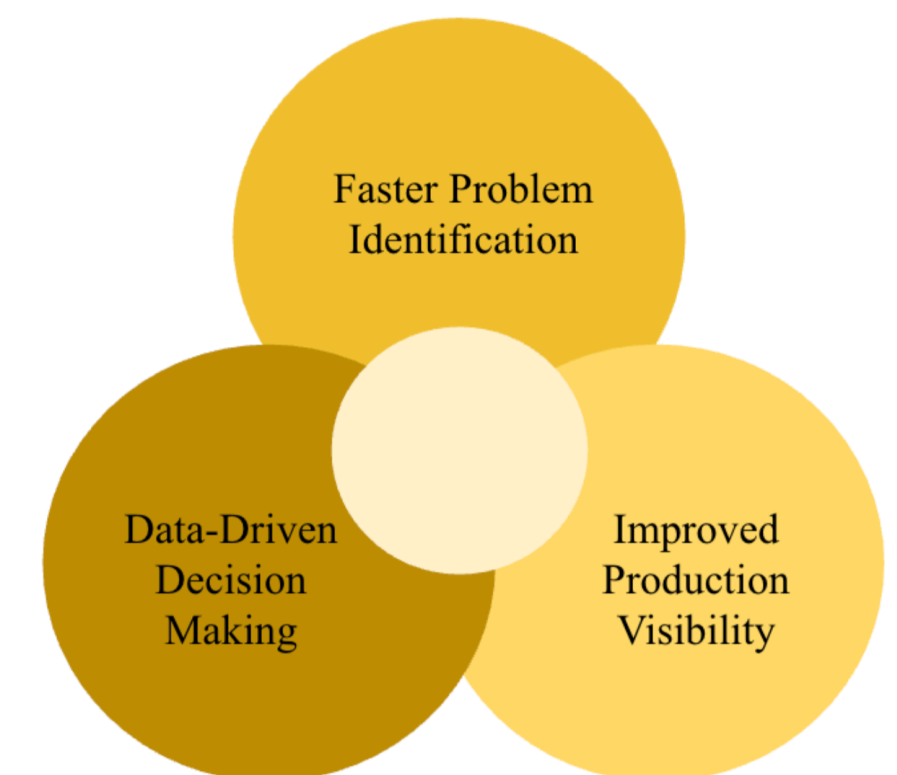 Faster Problem
Identification
Data-Driven
Decision
Making
Improved
Production
Visibility